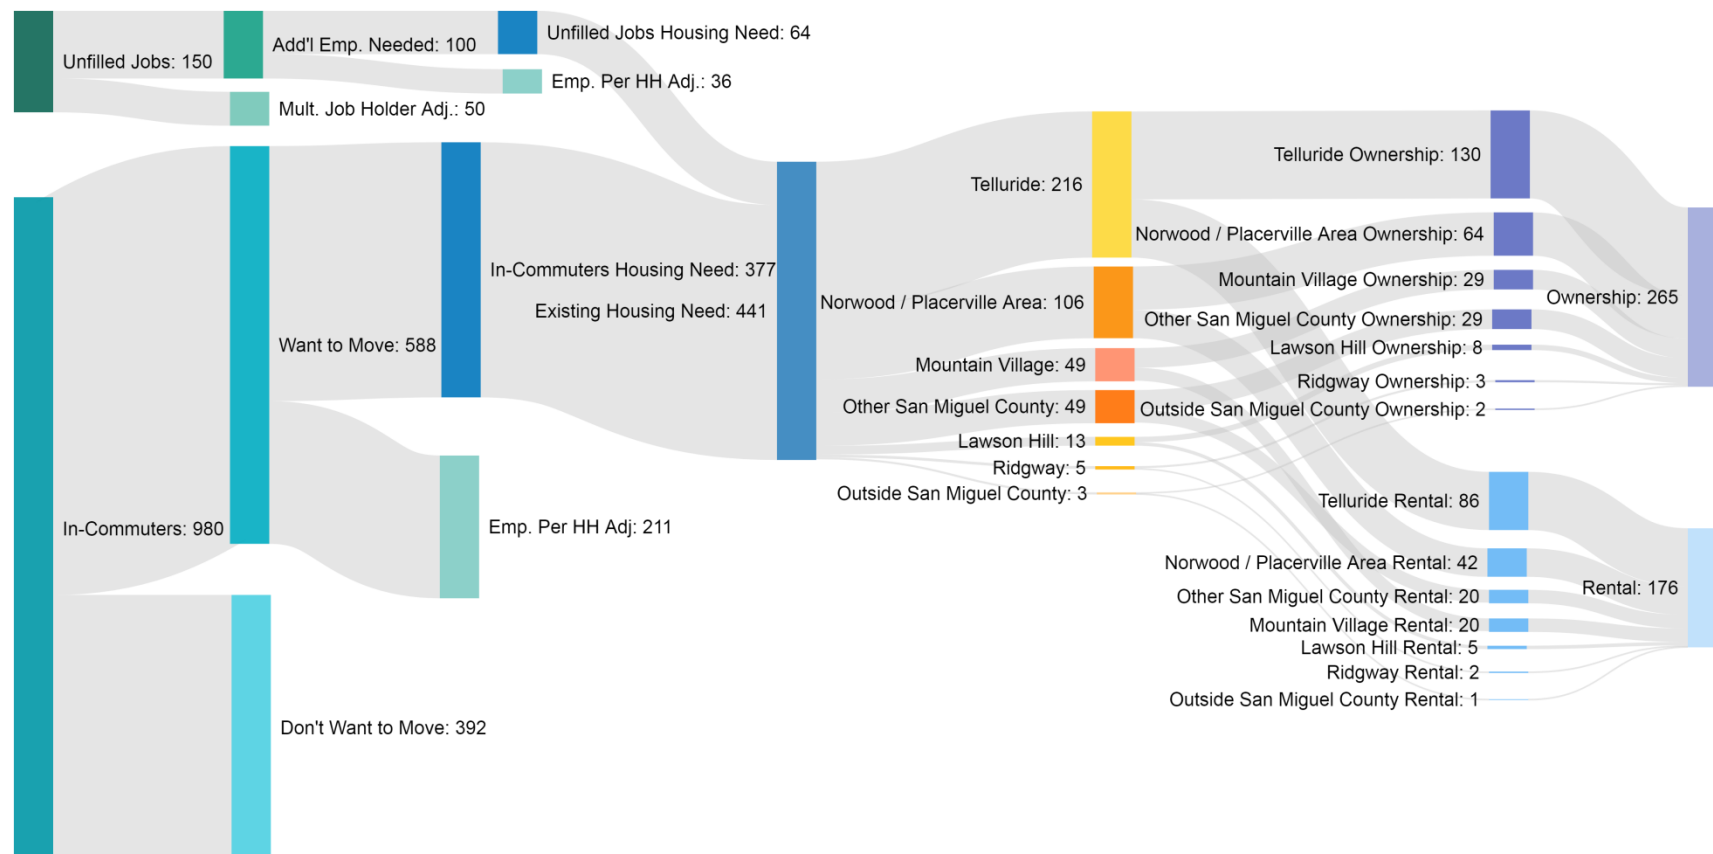 Unfilled Jobs: 150
Add'l Emp. Needed: 100
Mult. Job Holder Adj.: 50
Unfilled Jobs Housing Need: 64
Emp. Per HH Adj.: 36
In-Commuters: 980
Want to Move: 588
Don't Want to Move: 392
In-Commuters Housing Need: 377
Emp. Per HH Adj: 211
Existing Housing Need: 441
Telluride: 216
Norwood / Placerville Area: 106
Mountain Village: 49
Other San Miguel County: 49
Lawson Hill: 13
Ridgway: 5
Outside San Miguel County: 3
Telluride Ownership: 130
Norwood / Placerville Area Ownership: 64
Mountain Village Ownership: 29
Other San Miguel County Ownership: 29
Lawson Hill Ownership: 8
Ridgway Ownership: 3
Outside San Miguel County Ownership: 2
Telluride Rental: 86
Norwood / Placerville Area Rental: 42
Other San Miguel County Rental: 20
Mountain Village Rental: 20
Lawson Hill Rental: 5
Ridgway Rental: 2
Outside San Miguel County Rental: 1
Ownership: 265
Rental: 176